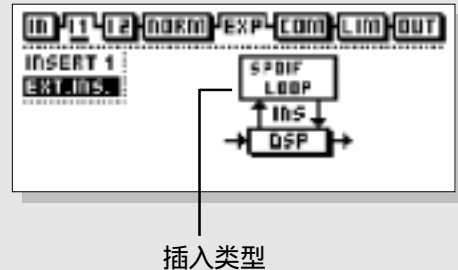 IN I1 I2 NORM EXP COM LIM OUT
INSERT 1
EXT.INS.
SPDIF
LOOP
INS
DSP
插入类型